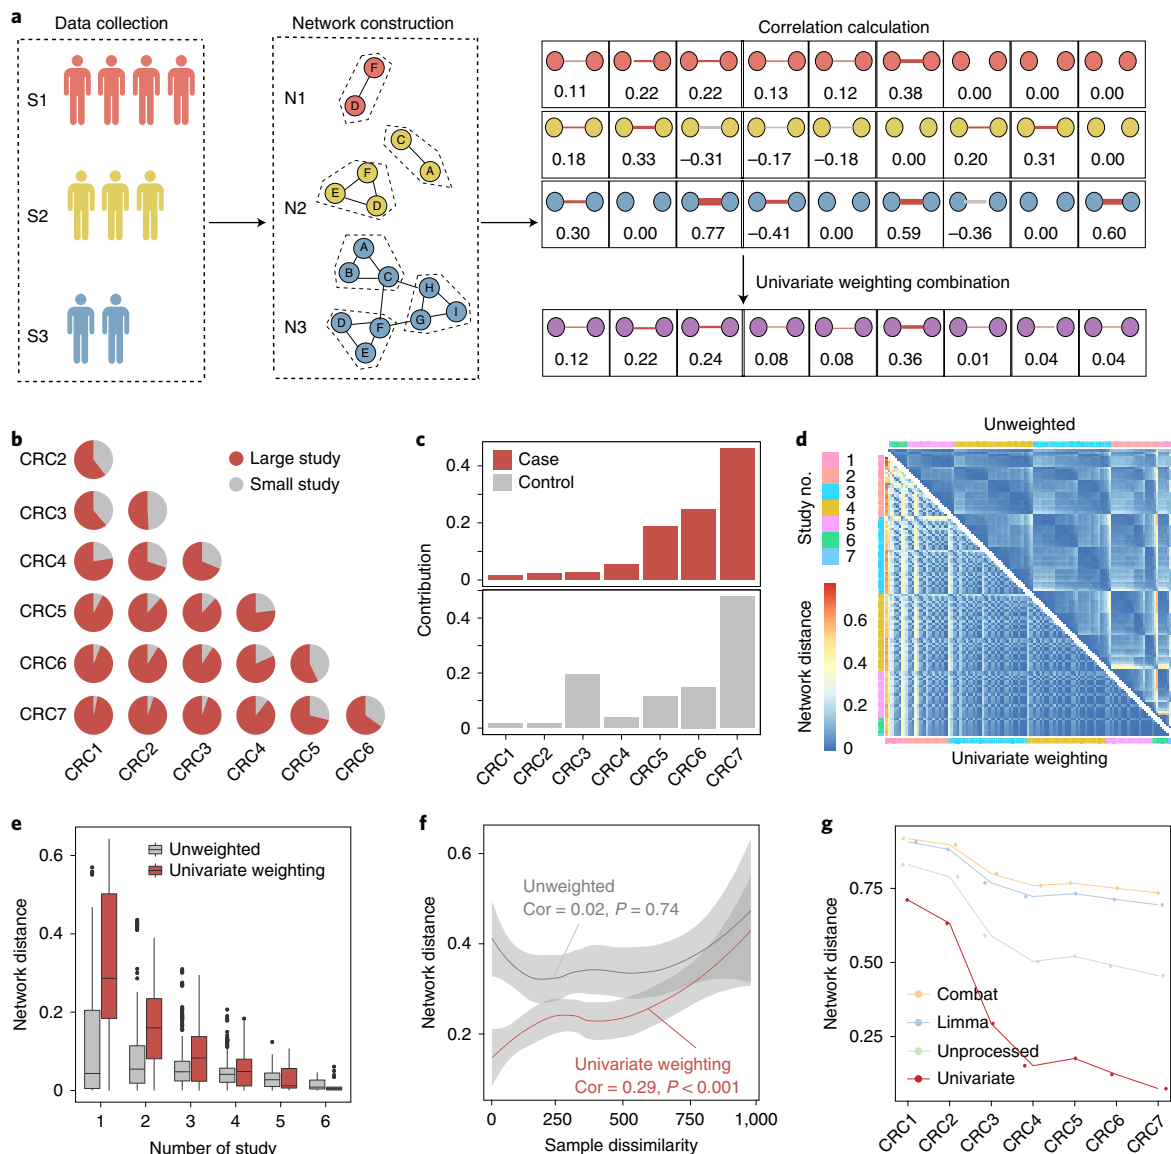 a
Data collection
Network construction
Correlation calculation
S1
S2
S3
N1
N2
N3
F
D
C
A
F
E
D
A
B
C
H
I
G
D
F
E
0.11 0.22 0.22 0.13 0.12 0.38 0.00 0.00 0.00
0.18 0.33 −0.31 −0.17 −0.18 0.00 0.20 0.31 0.00
0.30 0.00 0.77 −0.41 0.00 0.59 −0.36 0.00 0.60
Univariate weighting combination
0.12 0.22 0.24 0.08 0.08 0.36 0.01 0.04 0.04
b
CRC2
CRC3
CRC4
CRC5
CRC6
CRC7
Large study
Small study
CRC1 CRC2 CRC3 CRC4 CRC5 CRC6
c
Case
Control
Contribution
0.4
0.2
0
0.4
0.2
0
CRC1 CRC2 CRC3 CRC4 CRC5 CRC6 CRC7
d
Unweighted
Study no.
1
2
3
4
5
6
7
Network distance
0.6
0.4
0.2
0
Univariate weighting
e
Unweighted
Univariate weighting
Network distance
0.6
0.4
0.2
0
1 2 3 4 5 6
Number of study
f
Network distance
0.6
0.4
0.2
Unweighted
Cor = 0.02, P = 0.74
Univariate weighting
Cor = 0.29, P < 0.001
0 250 500 750 1,000
Sample dissimilarity
g
Network distance
0.75
0.50
0.25
Combat
Limma
Unprocessed
Univariate
CRC1 CRC2 CRC3 CRC4 CRC5 CRC6 CRC7